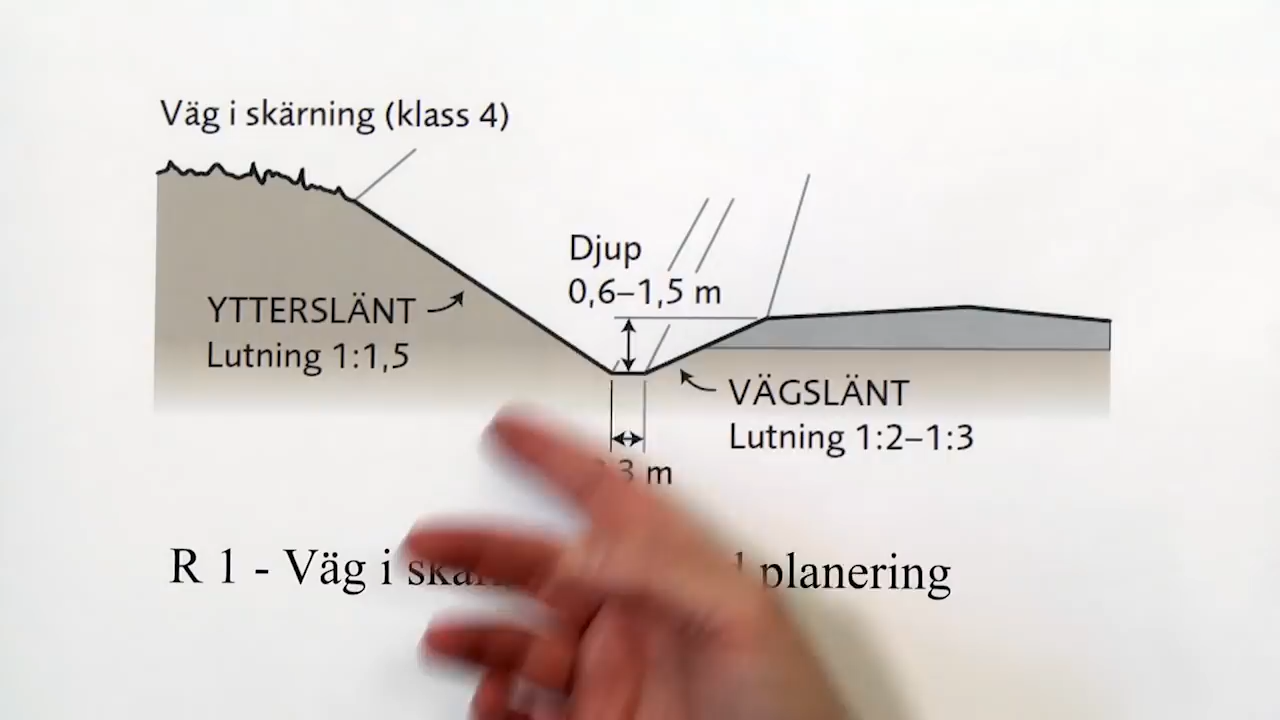 Väg i skärning (klass 4)
Djup
0,6–1,5 m
YTTERSLÄNT
Lutning 1:1,5
VÄGSLÄNT
Lutning 1:2–1:3
m
R 1 - Väg i planering